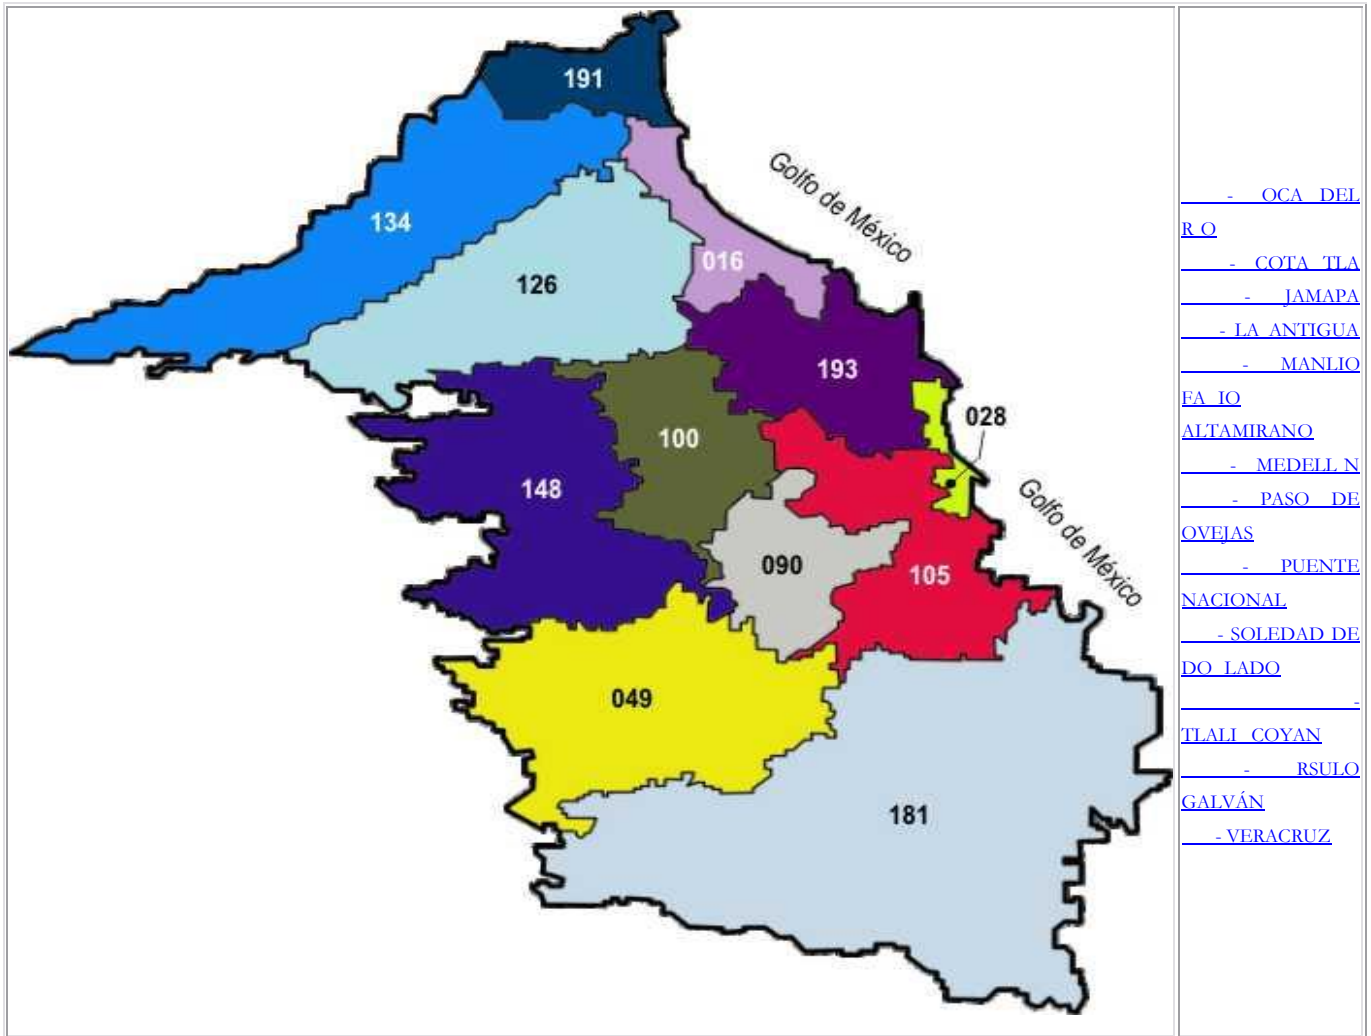 191
134
Golfo de México
016
126
193
028
100
148
Golfo de México
090
105
049
181
- OCA DEL
R O
- COTA TLA
- JAMAPA
- LA ANTIGUA
- MANLIO
FA IO
ALTAMIRANO
- MEDELL N
- PASO DE
OVEJAS
- PUENTE
NACIONAL
- SOLEDAD DE
DO LADO
-
TLALI COYAN
- RSULO
GALVÁN
- VERACRUZ